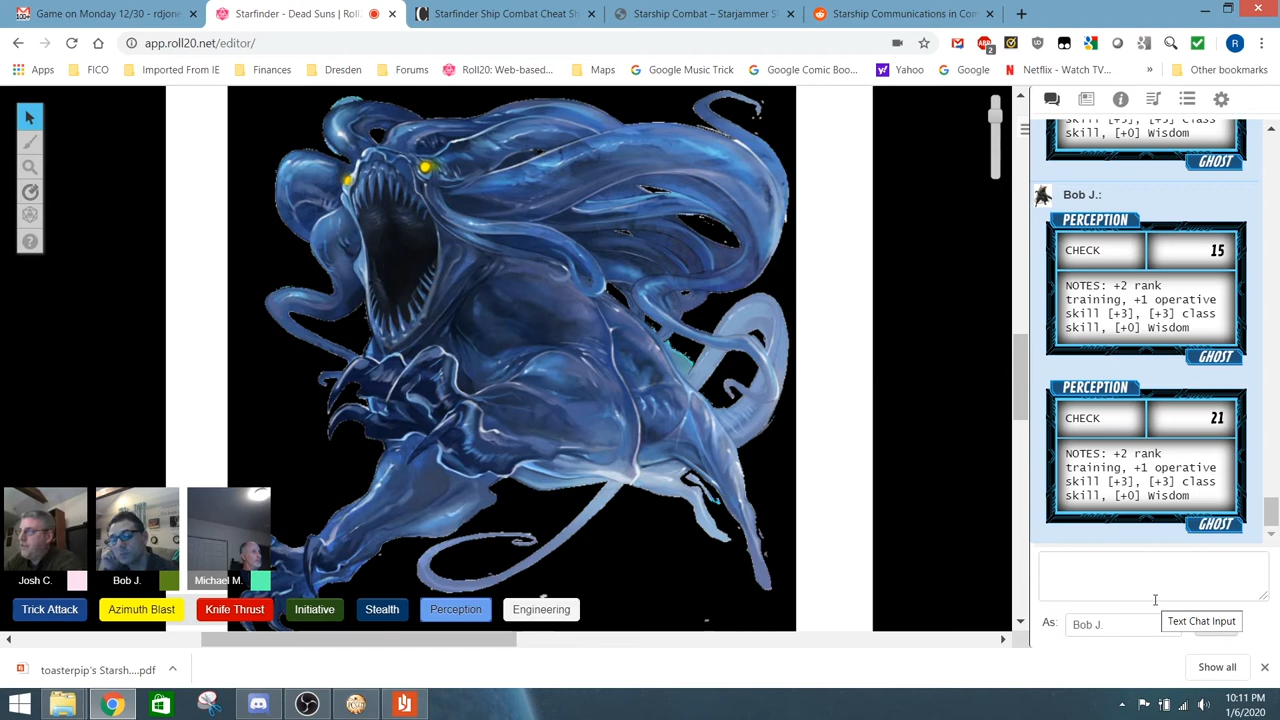 Game on Monday 12/30 - rdjone
Starfinder - Dead Suns | Roll
Starfinder Ship Combat Cheat Sh
Starship Combat – Starjammer S
Starship Communications in Com
app.roll20.net/editor/
Apps
FICO
Imported From IE
Finances
Dresden
Forums
Roll20: Web-based...
Maps
Google Music Trick
Google Comic Boo...
Yahoo
Google
Netflix - Watch TV...
»
Other bookmarks
skill [+3], [+3] class
skill, [+0] Wisdom
GHOST
Bob J.:
PERCEPTION
CHECK 15
NOTES: +2 rank
training, +1 operative
skill [+3], [+3] class
skill, [+0] Wisdom
GHOST
PERCEPTION
CHECK 21
NOTES: +2 rank
training, +1 operative
skill [+3], [+3] class
skill, [+0] Wisdom
GHOST
Josh C.
Bob J.
Michael M.
Trick Attack
Azimuth Blast
Knife Thrust
Initiative
Stealth
Perception
Engineering
As:
Bob J.
Text Chat Input
toasterpip's Starsh....pdf
Show all
10:11 PM
1/6/2020